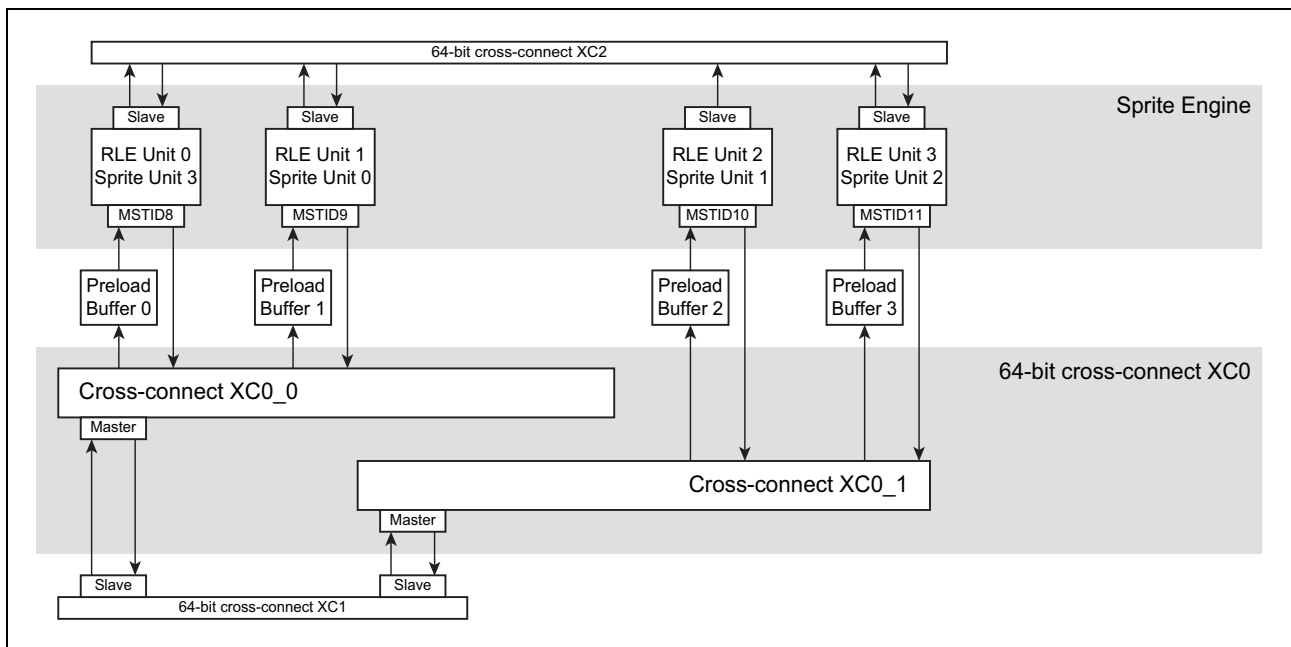 64-bit cross-connect XC2
Sprite Engine
Slave
Slave
Slave
Slave
RLE Unit 0
Sprite Unit 3
RLE Unit 1
Sprite Unit 0
RLE Unit 2
Sprite Unit 1
RLE Unit 3
Sprite Unit 2
MSTID8
MSTID9
MSTID10
MSTID11
Preload
Buffer 0
Preload
Buffer 1
Preload
Buffer 2
Preload
Buffer 3
64-bit cross-connect XC0
Cross-connect XC0_0
Master
Cross-connect XC0_1
Master
Slave
Slave
64-bit cross-connect XC1